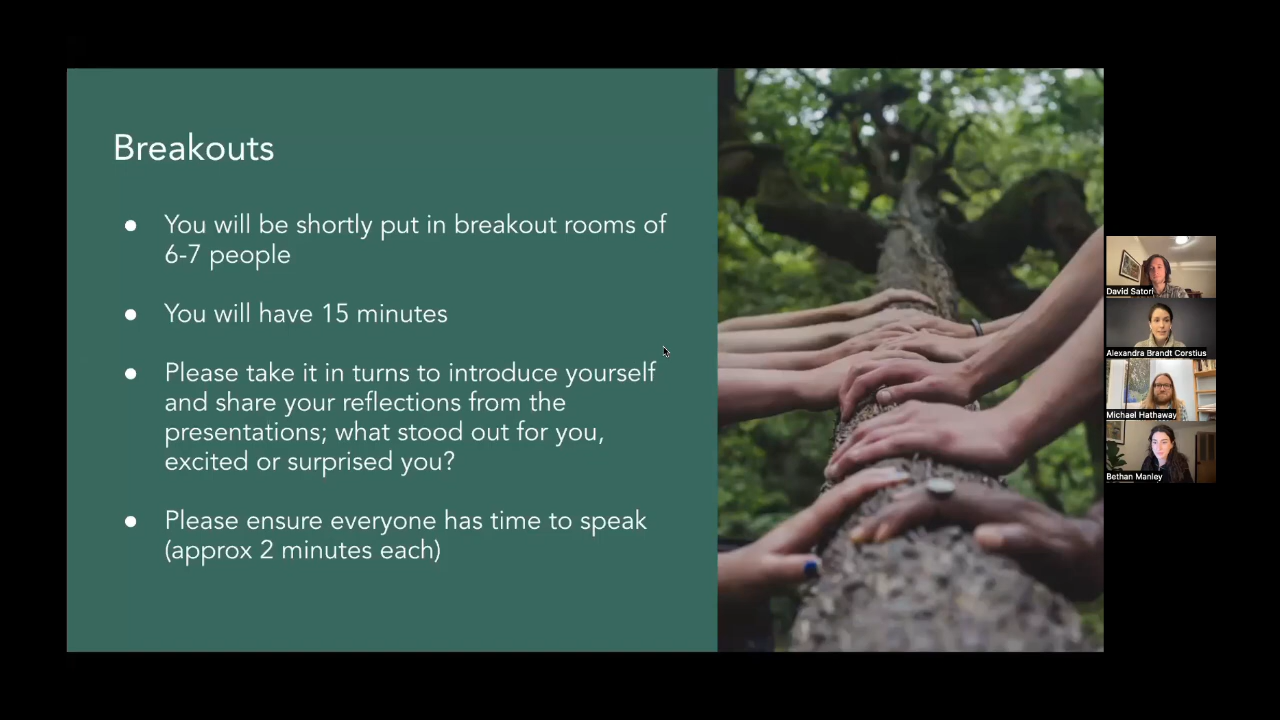 Breakouts
● You will be shortly put in breakout rooms of
6-7 people
● You will have 15 minutes
● Please take it in turns to introduce yourself
and share your reflections from the
presentations; what stood out for you,
excited or surprised you?
● Please ensure everyone has time to speak
(approx 2 minutes each)
David Satori
Alexandra Brandt Corstius
Michael Hathaway
Bethan Manley